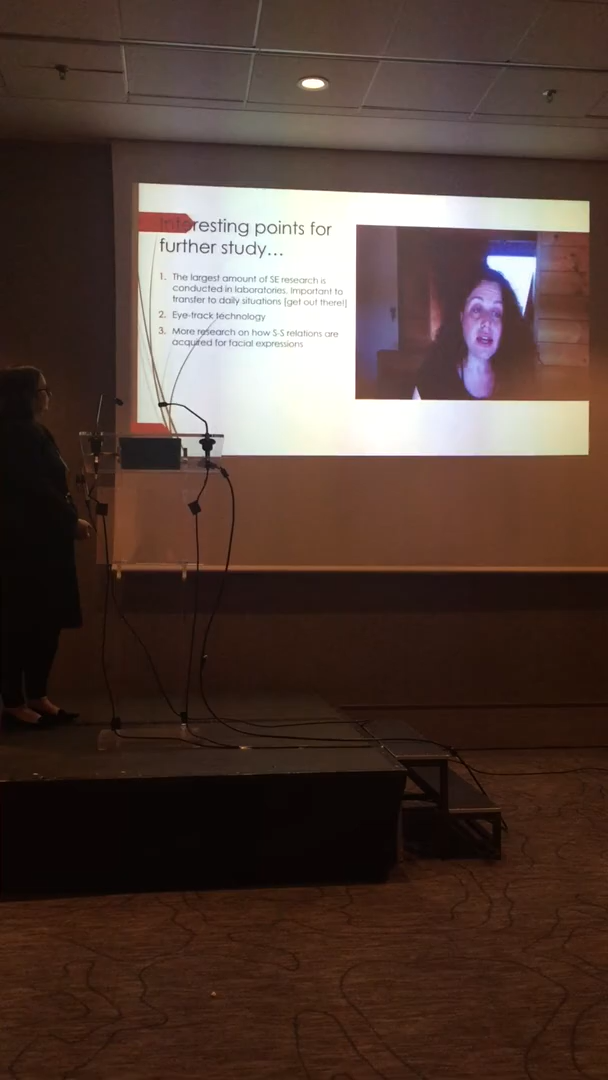 Interesting points for
further study…
1. The largest amount of SE research is
conducted in laboratories. Important to
transfer to daily situations [get out there!]
2. Eye-track technology
3. More research on how S-S relations are
acquired for facial expressions